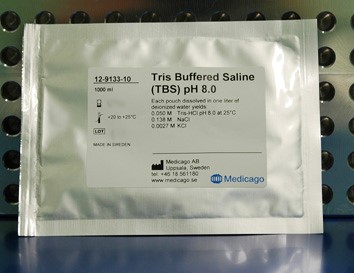 12-9133-10
1000 ml
+20 to +25°C
LOT
MADE IN SWEDEN
Tris Buffered Saline
(TBS) pH 8.0
Each pouch dissolved in one liter of
deionized water yields:
0.050 M Tris-HCl pH 8.0 at 25°C
0.138 M NaCl
0.0027 M KCl
Medicago AB
Uppsala, Sweden
tel: +46 18 561180
www.medicago.se
Medicago